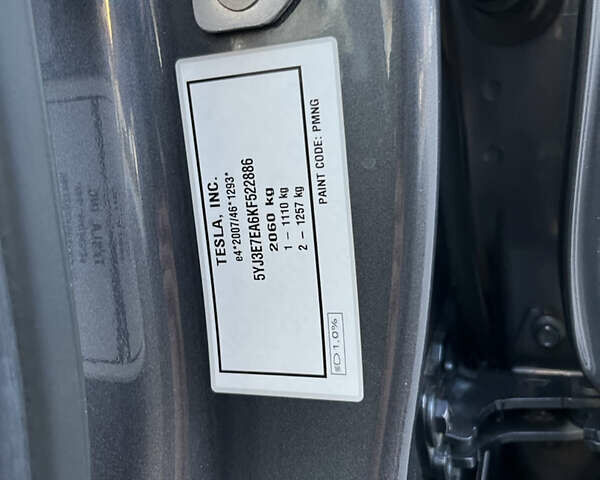 TESLA, INC.
e4*2007/46*1293*
5YJ3E7EA6KF522886
2060 kg
1 – 1110 kg
2 – 1257 kg
PAINT CODE: PMNG
1.0%